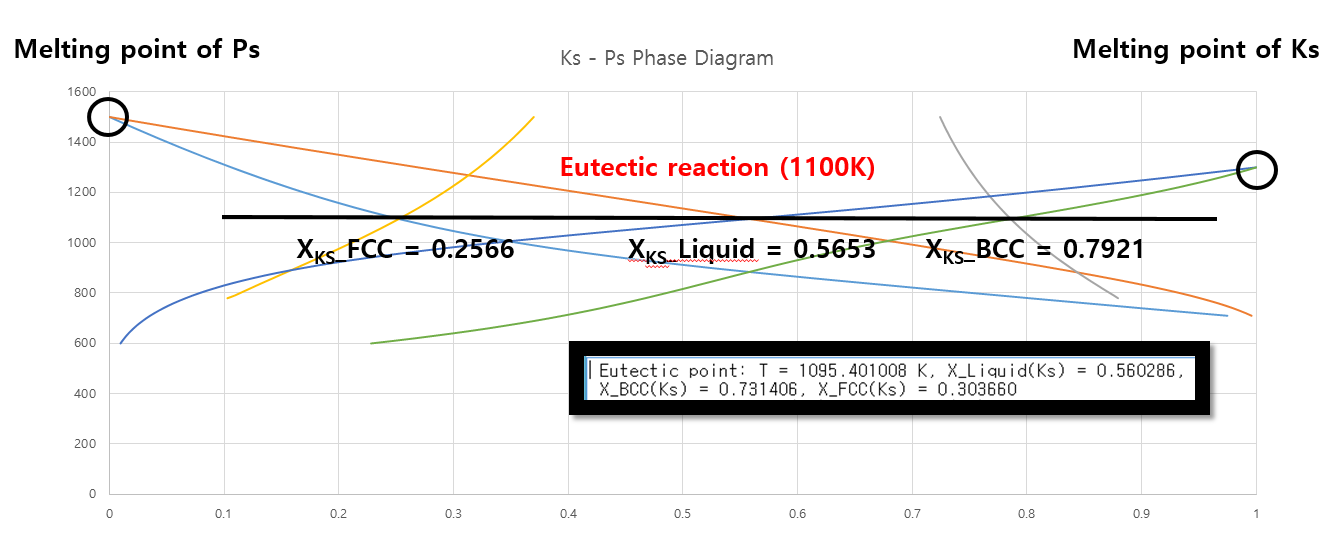 Melting point of Ps
Melting point of Ks
Ks - Ps Phase Diagram
1600
1400
1200
1000
800
600
400
200
0
Eutectic reaction (1100K)
XKS_FCC = 0.2566
XKS_Liquid = 0.5653
XKS_BCC = 0.7921
Eutectic point: T = 1095.401008 K, X_Liquid(Ks) = 0.560286,
X_BCC(Ks) = 0.731406, X_FCC(Ks) = 0.303660
0 0.1 0.2 0.3 0.4 0.5 0.6 0.7 0.8 0.9 1